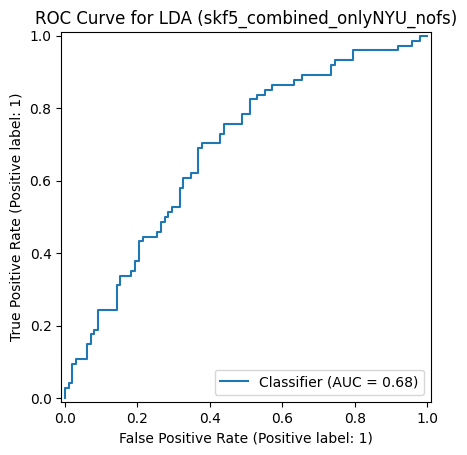 ROC Curve for LDA (skf5_combined_onlyNYU_nofs)
1.0
0.8
0.6
0.4
0.2
0.0
True Positive Rate (Positive label: 1)
Classifier (AUC = 0.68)
0.0 0.2 0.4 0.6 0.8 1.0
False Positive Rate (Positive label: 1)